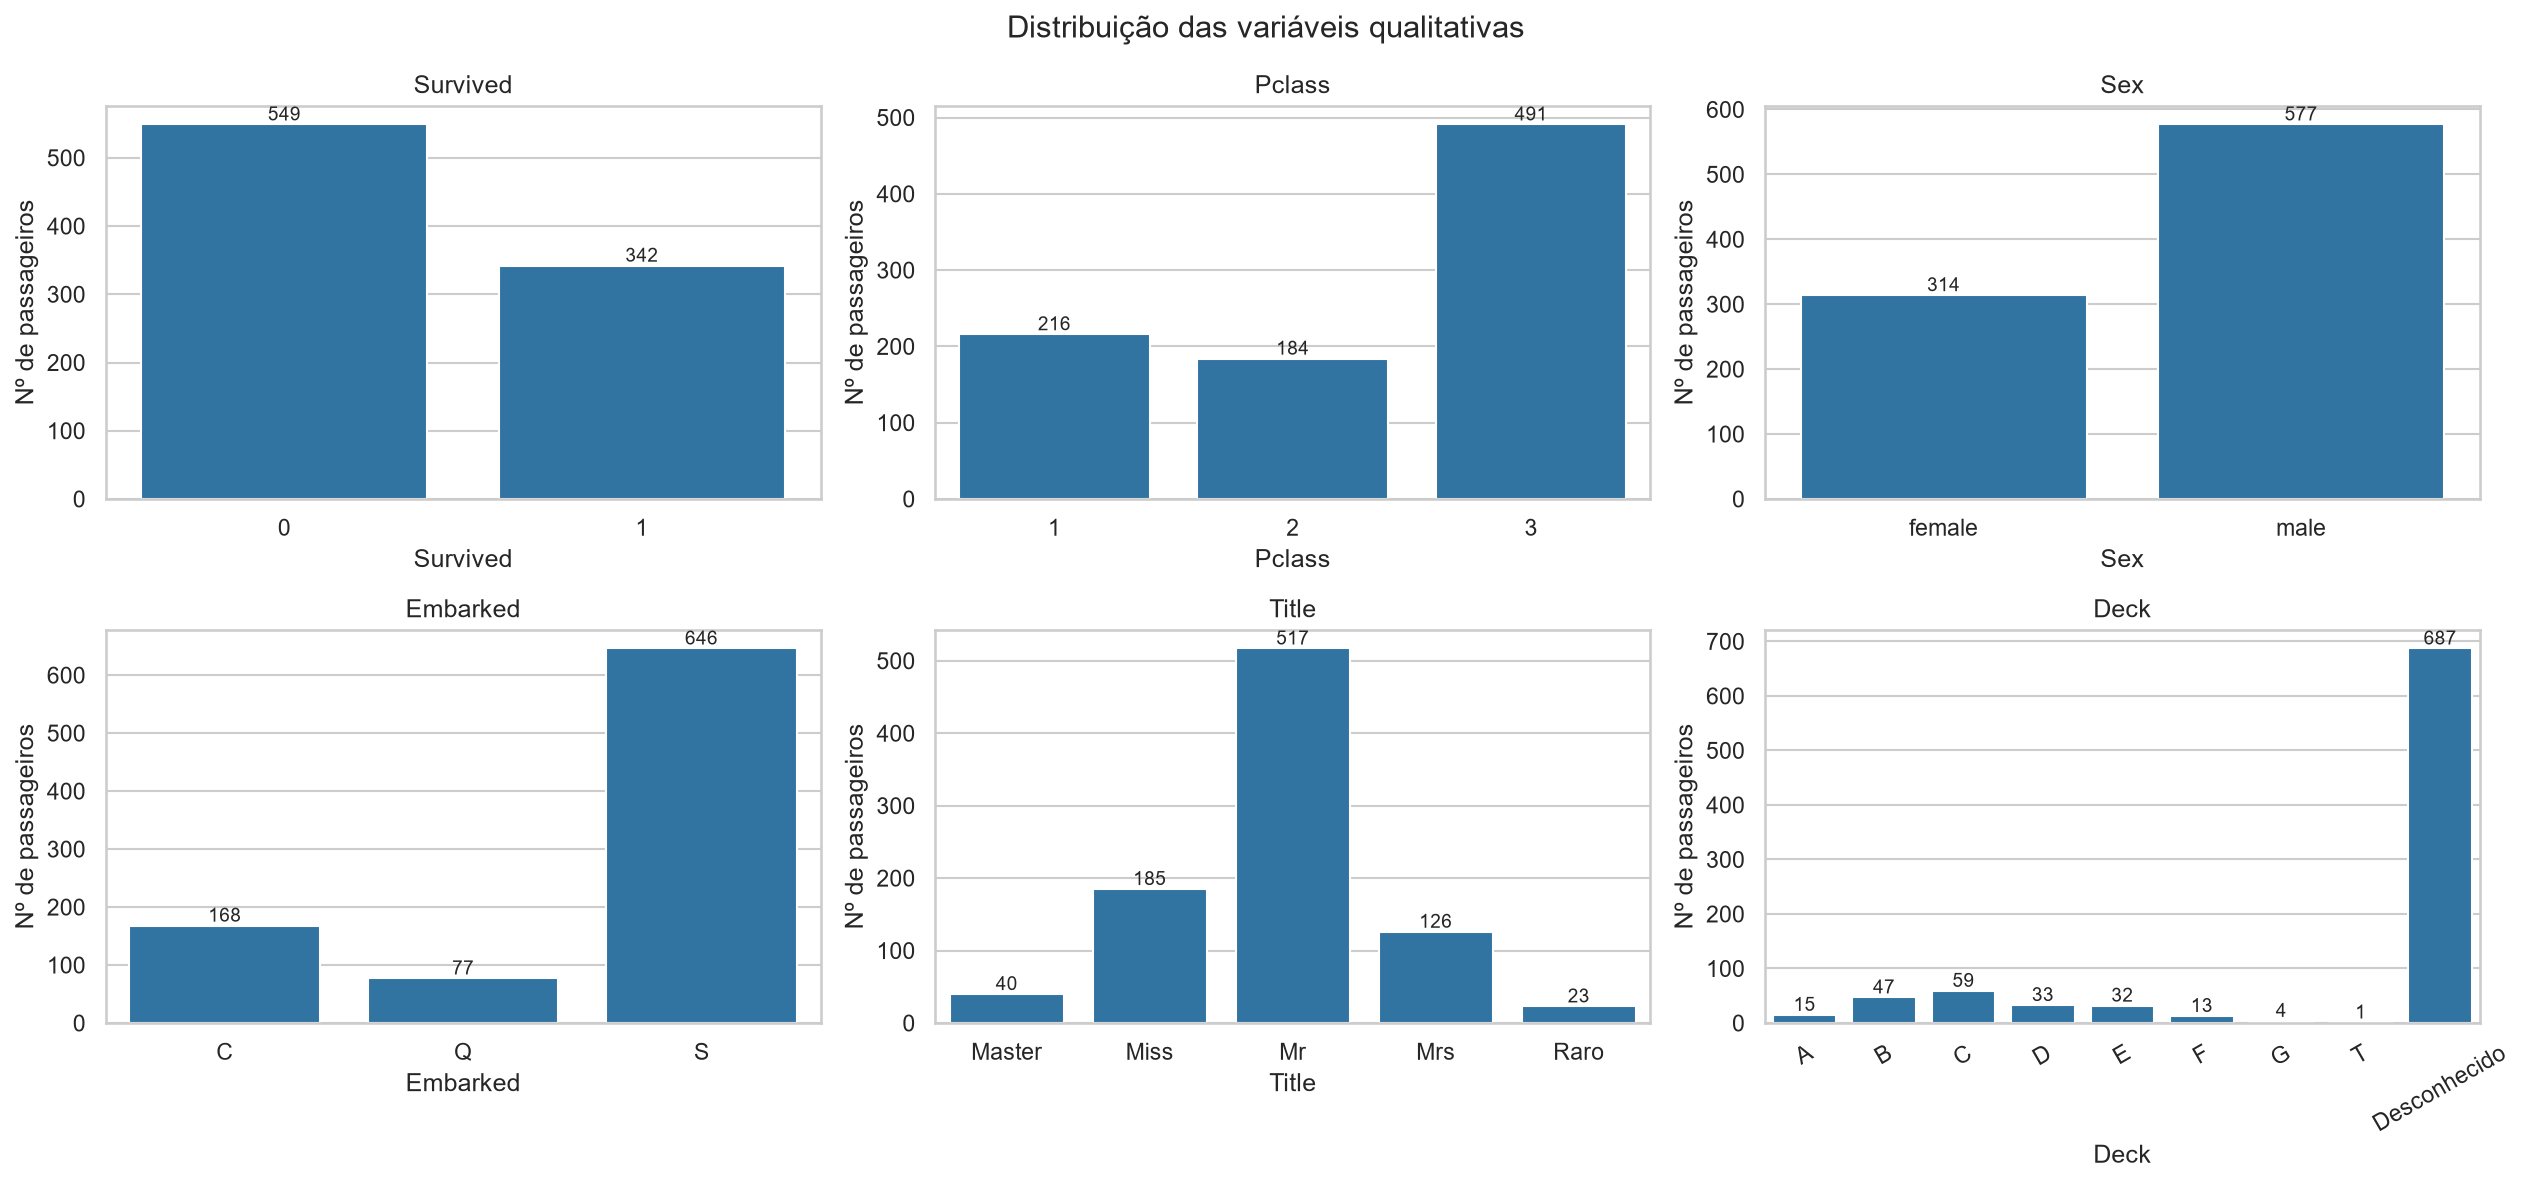 Distribuição das variáveis qualitativas
Survived
Nº de passageiros
500
400
300
200
100
0
549
342
0 1
Survived
Pclass
Nº de passageiros
500
400
300
200
100
0
216
184
491
1 2 3
Pclass
Sex
Nº de passageiros
600
500
400
300
200
100
0
314
577
female male
Sex
Embarked
Nº de passageiros
600
500
400
300
200
100
0
168
77
646
C Q S
Embarked
Title
Nº de passageiros
500
400
300
200
100
0
40
185
517
126
23
Master Miss Mr Mrs Raro
Title
Deck
Nº de passageiros
700
600
500
400
300
200
100
0
15
47
59
33
32
13
4
1
687
A B C D E F G T Desconhecido
Deck